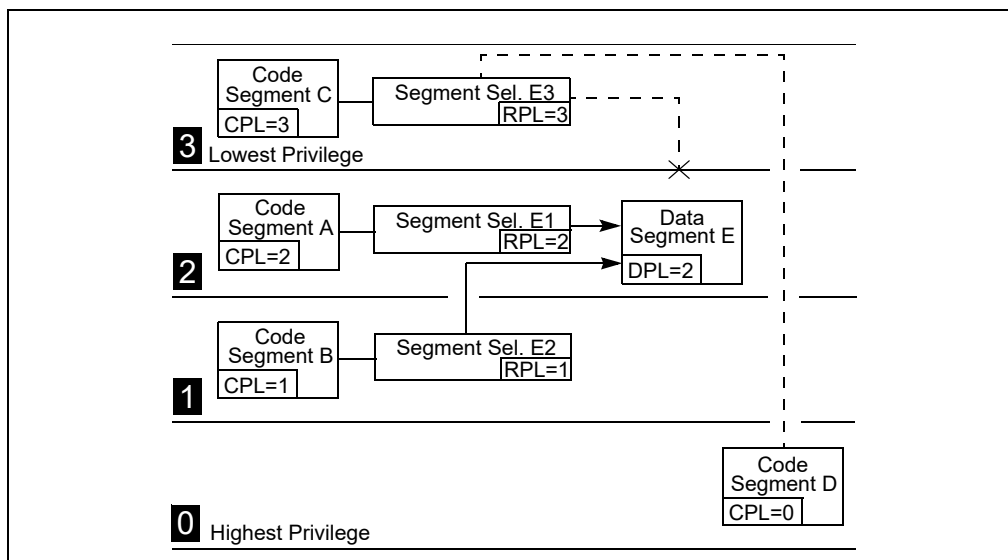 Code
Segment C
CPL=3
Segment Sel. E3
RPL=3
3
Lowest Privilege
Code
Segment A
CPL=2
Segment Sel. E1
RPL=2
Data
Segment E
DPL=2
2
Code
Segment B
CPL=1
Segment Sel. E2
RPL=1
1
Code
Segment D
CPL=0
0
Highest Privilege